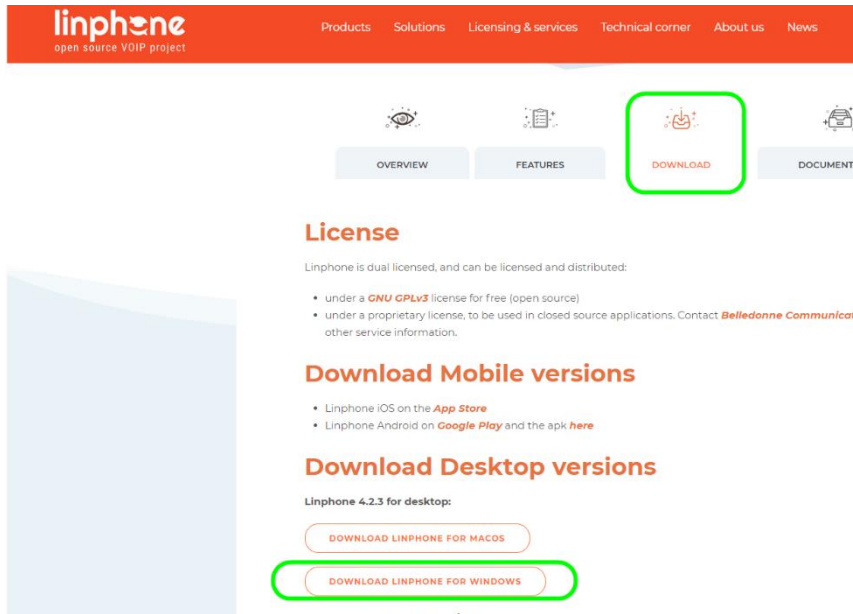 linphone
open source VOIP project
Products Solutions Licensing & services Technical corner About us News
OVERVIEW FEATURES DOWNLOAD DOCUMENT
License
Linphone is dual licensed, and can be licensed and distributed:
• under a GNU GPLv3 license for free (open source)
• under a proprietary license, to be used in closed source applications. Contact Belledonne Communicat
other service information.
Download Mobile versions
• Linphone iOS on the App Store
• Linphone Android on Google Play and the apk here
Download Desktop versions
Linphone 4.2.3 for desktop:
DOWNLOAD LINPHONE FOR MACOS
DOWNLOAD LINPHONE FOR WINDOWS